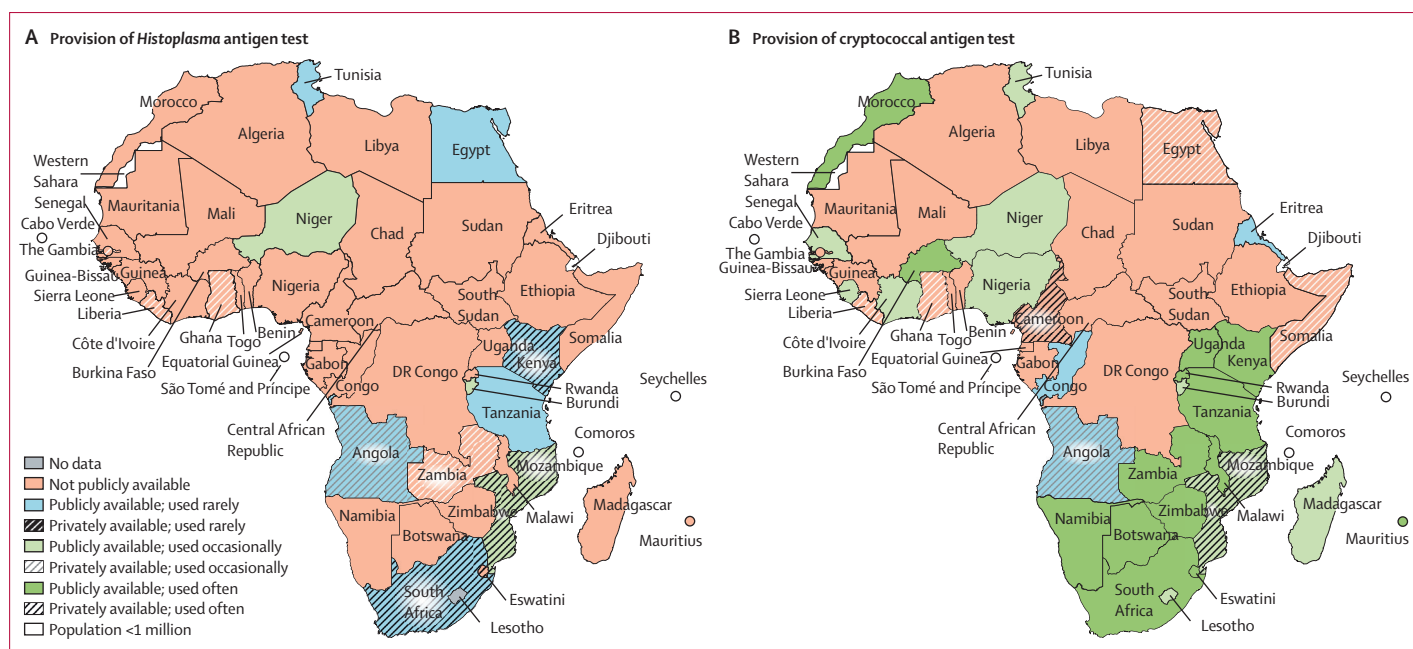 A Provision of Histoplasma antigen test
Tunisia
Morocco
Algeria
Libya
Egypt
Western
Sahara
Mauritania
Mali
Niger
Chad
Sudan
Eritrea
Senegal
Cabo Verde
The Gambia
Djibouti
Guinea-Bissau
Guinea
Nigeria
Ethiopia
Sierra Leone
Liberia
South
Sudan
Ghana
Togo
Benin
Cameroon
Côte d'Ivoire
Equatorial Guinea
Burkina Faso
São Tomé and Príncipe
Gabon
Congo
DR Congo
Uganda
Kenya
Somalia
Rwanda
Burundi
Seychelles
Tanzania
Central African
Republic
Angola
Comoros
Zambia
Mozambique
Malawi
Madagascar
Mauritius
Namibia
Zimbabwe
Botswana
South
Africa
Eswatini
Lesotho
No data
Not publicly available
Publicly available; used rarely
Privately available; used rarely
Publicly available; used occasionally
Privately available; used occasionally
Publicly available; used often
Privately available; used often
Population <1 million
B Provision of cryptococcal antigen test
Tunisia
Morocco
Algeria
Libya
Egypt
Western
Sahara
Mauritania
Mali
Niger
Chad
Sudan
Eritrea
Senegal
Cabo Verde
The Gambia
Djibouti
Guinea-Bissau
Guinea
Nigeria
Ethiopia
Sierra Leone
Liberia
South
Sudan
Ghana
Togo
Benin
Cameroon
Côte d'Ivoire
Equatorial Guinea
Burkina Faso
São Tomé and Príncipe
Gabon
Congo
DR Congo
Uganda
Kenya
Somalia
Rwanda
Burundi
Seychelles
Tanzania
Central African
Republic
Angola
Comoros
Zambia
Mozambique
Malawi
Madagascar
Mauritius
Namibia
Zimbabwe
Botswana
South
Africa
Eswatini
Lesotho